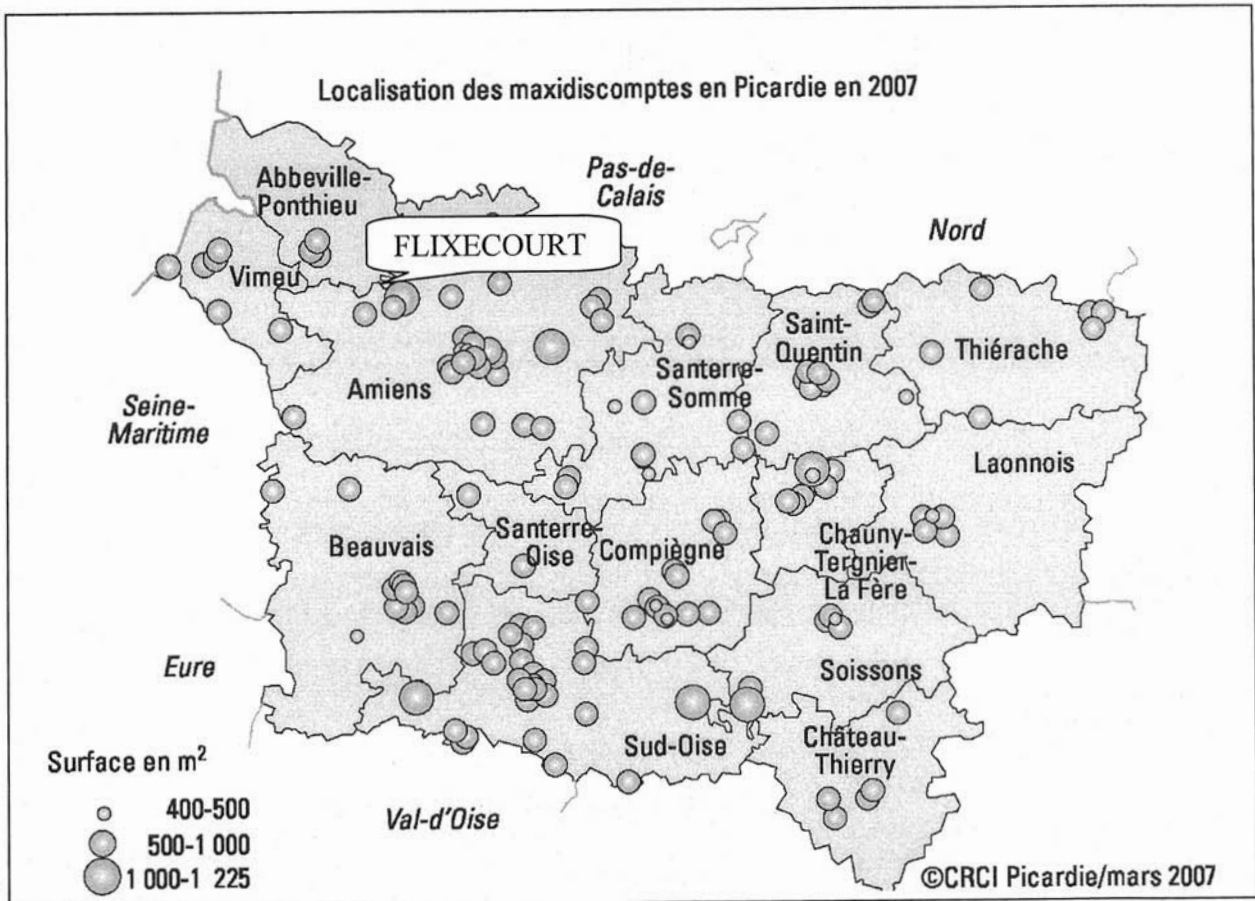 Localisation des maxidiscomptes en Picardie en 2007
Pas-de-
Calais
Abbeville-
Ponthieu
Nord
FLIXECOURT
Vimeu
Saint-
Quentin
Thiérache
Santerre-
Somme
Amiens
Seine-
Maritime
Laonnois
Santerre-
Oise
Beauvais
Compiègne
Chauny-
Tergnier-
La Fère
Eure
Soissons
Sud-Oise
Château-
Thierry
Surface en m²
400-500
500-1 000
1 000-1 225
Val-d'Oise
©CRCI Picardie/mars 2007